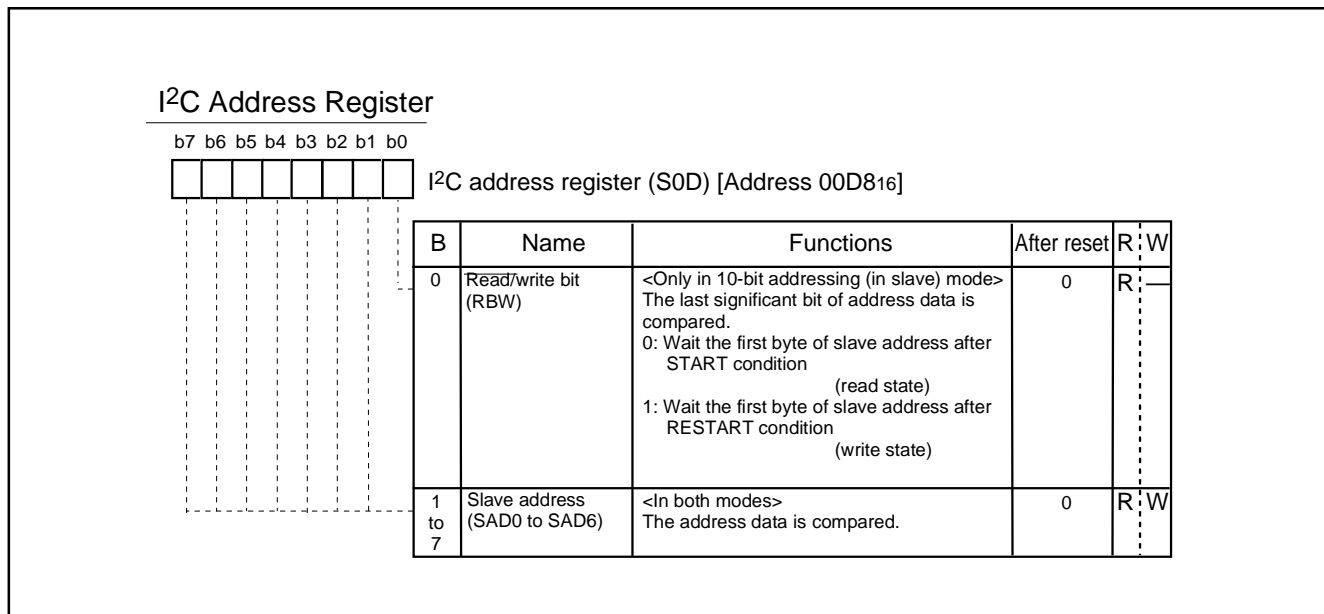 I2C Address Register
b7 b6 b5 b4 b3 b2 b1 b0
I2C address register (S0D) [Address 00D816]
B Name Functions After reset R W
0 Read/write bit (RBW) <Only in 10-bit addressing (in slave) mode> 0 R —
The last significant bit of address data is
compared.
0: Wait the first byte of slave address after
START condition
(read state)
1: Wait the first byte of slave address after
RESTART condition
(write state)
1 to 7 Slave address (SAD0 to SAD6) <In both modes> 0 R W
The address data is compared.